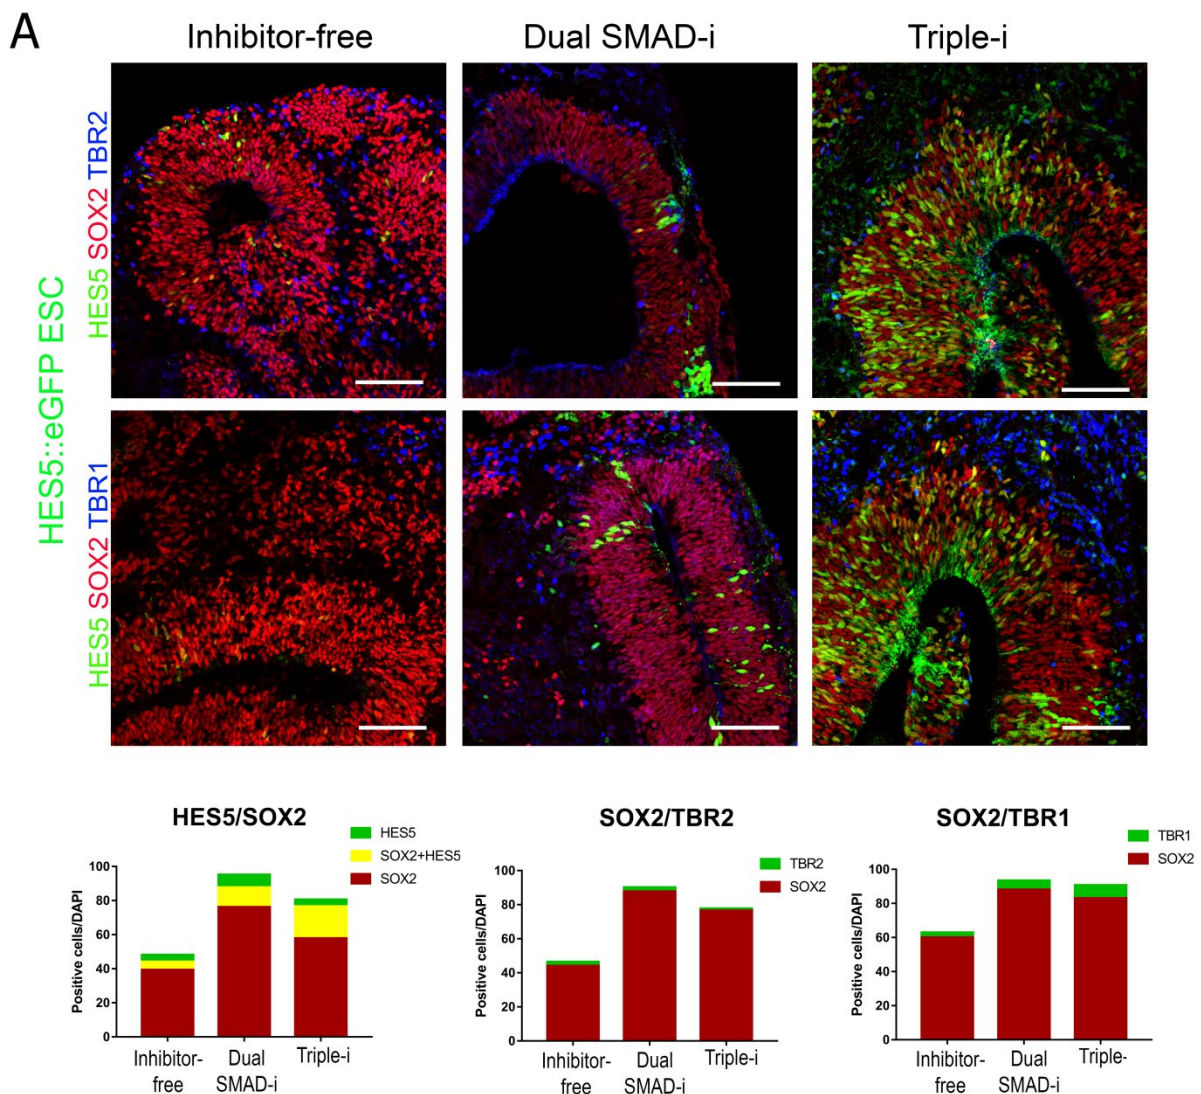 A
Inhibitor-free
Dual SMAD-i
Triple-i
HES5::eGFP ESC
HES5 SOX2 TBR2
HES5 SOX2 TBR1
HES5/SOX2
HES5
SOX2+HES5
SOX2
Positive cells/DAPI
100
80
60
40
20
0
Inhibitor-
free
Dual
SMAD-i
Triple-i
SOX2/TBR2
TBR2
SOX2
Positive cells/DAPI
100
80
60
40
20
0
Inhibitor-
free
Dual
SMAD-i
Triple-i
SOX2/TBR1
TBR1
SOX2
Positive cells/DAPI
100
80
60
40
20
0
Inhibitor-
free
Dual
SMAD-i
Triple-